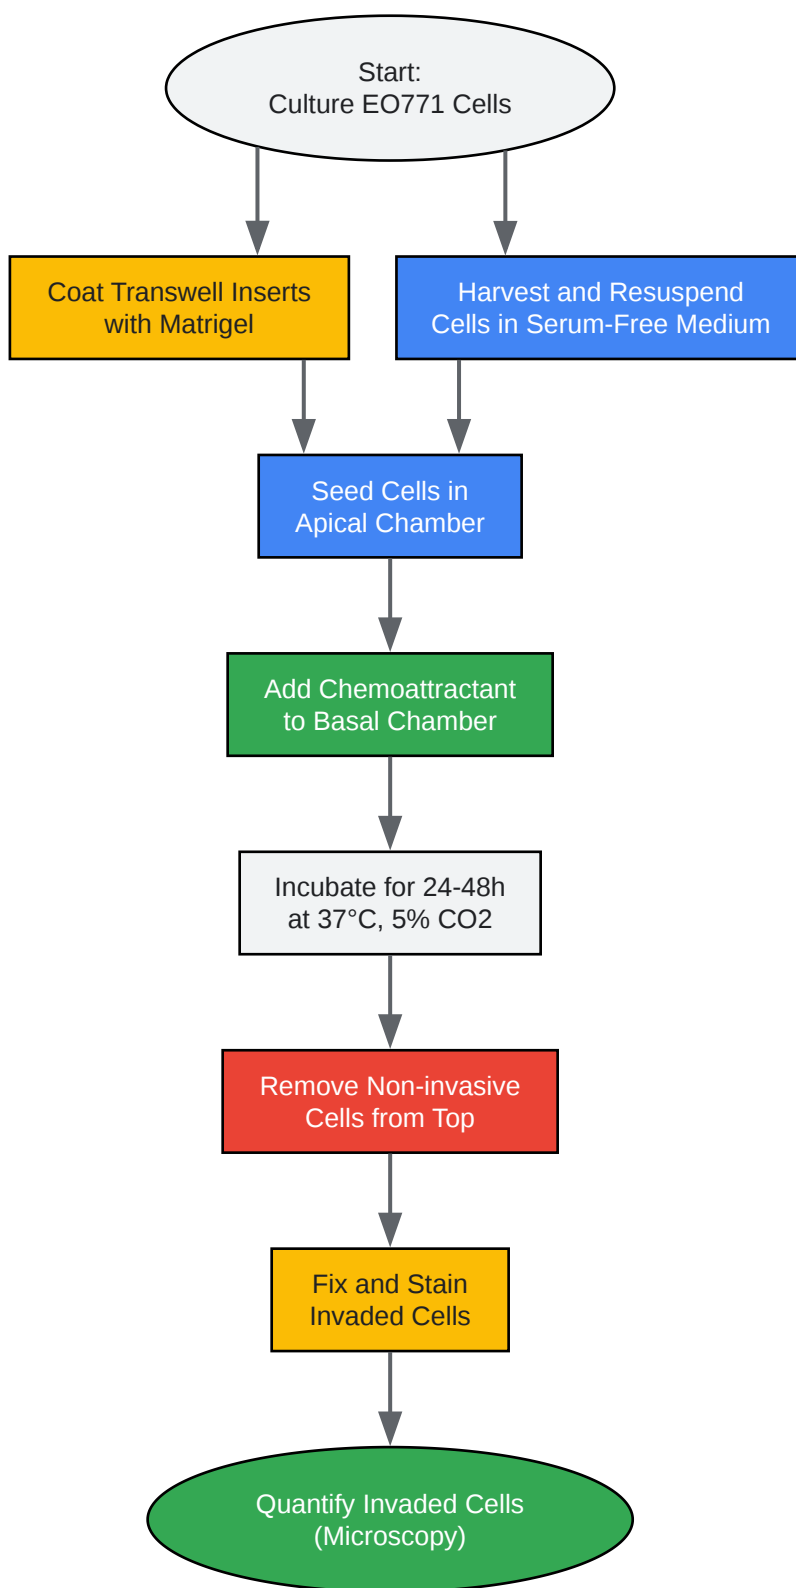 Start:
Culture EO771 Cells
Coat Transwell Inserts
with Matrigel
Harvest and Resuspend
Cells in Serum-Free Medium
Seed Cells in
Apical Chamber
Add Chemoattractant
to Basal Chamber
Incubate for 24-48h
at 37°C, 5% CO2
Remove Non-invasive
Cells from Top
Fix and Stain
Invaded Cells
Quantify Invaded Cells
(Microscopy)